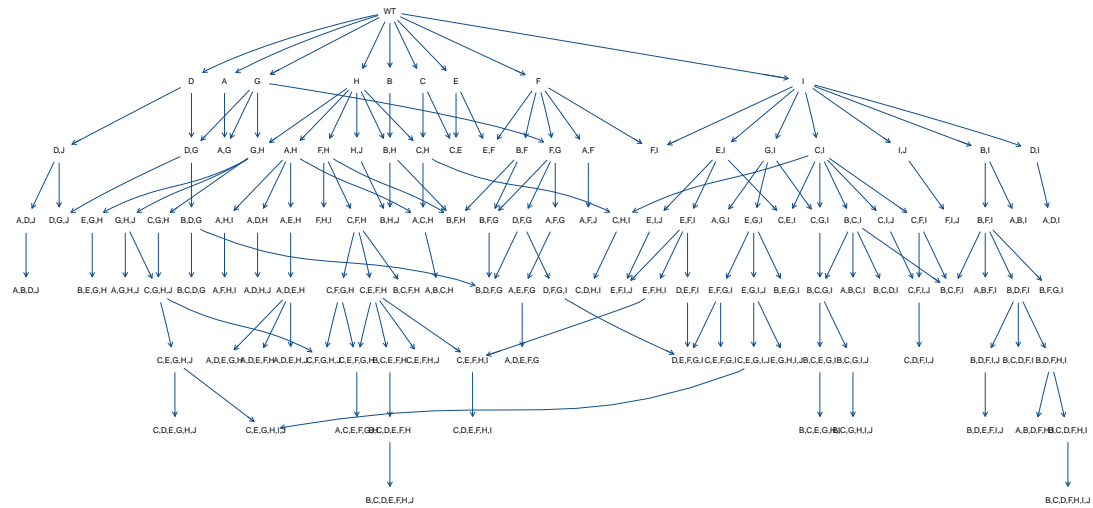 WT
D A G H B C E F I
D,J D,G A,G G,H A,H F,H H,J B,H C,H C,E E,F B,F F,G A,F F,I E,I G,I C,I I,J B,I D,I
A,D,J D,G,J E,G,H G,H,J C,G,H B,D,G A,H,I A,D,H A,E,H F,H,I C,F,H B,H,J A,C,H B,F,H B,F,G D,F,G A,F,G A,F,J C,H,I E,I,J E,F,I A,G,I E,G,I C,E,I C,G,I B,C,I C,I,J C,F,I F,I,J B,F,I A,B,I A,D,I
A,B,D,J B,E,G,H A,G,H,J C,G,H,J B,C,D,G A,F,H,I A,D,H,J A,D,E,H C,F,G,H C,E,F,H B,C,F,H A,B,C,H B,D,F,G A,E,F,G D,F,G,I C,D,H,I E,F,I,J E,F,H,I D,E,F,I E,F,G,I E,G,I,J B,E,G,I B,C,G,I A,B,C,I B,C,D,I C,F,I,J B,C,F,I A,B,F,I B,D,F,I B,F,G,I
C,E,G,H,J A,D,E,G,H A,D,E,F,H A,D,E,H,J C,F,G,H,J C,E,F,G,H B,C,E,F,H C,E,F,H,J C,E,F,H,I A,D,E,F,G D,E,F,G,I C,E,F,G,I C,E,G,I,J E,G,H,I,J B,C,E,G,I B,C,G,I,J C,D,F,I,J B,D,F,I,J B,C,D,F,I B,D,F,H,I
C,D,E,G,H,J C,E,G,H,I,J A,C,E,F,G,H B,C,D,E,F,H C,D,E,F,H,I B,C,E,G,H,I B,C,G,H,I,J B,D,E,F,I,J A,B,D,F,H,I B,C,D,F,H,I
B,C,D,E,F,H,J B,C,D,F,H,I,J